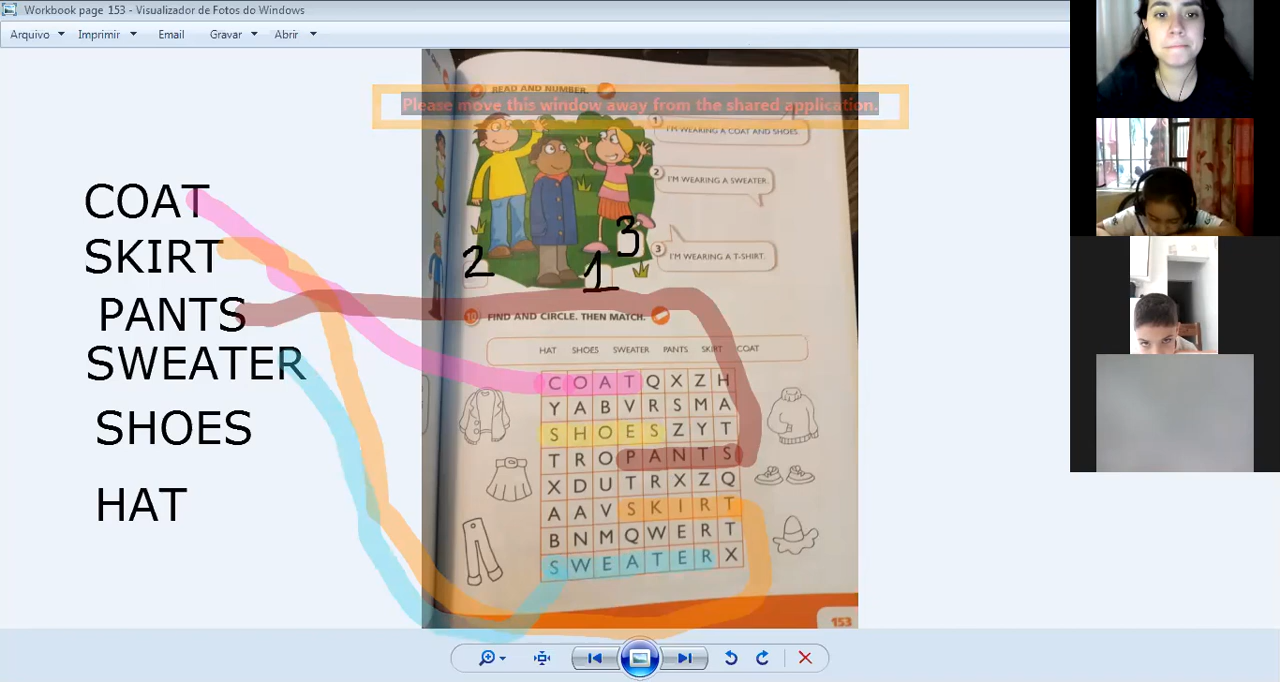 Workbook page 153 - Visualizador de Fotos do Windows
Arquivo Imprimir Email Gravar Abrir
READ AND NUMBER.
Please move this window away from the shared application.
1 I'M WEARING A COAT AND SHOES.
2 I'M WEARING A SWEATER.
3 I'M WEARING A T-SHIRT.
2 1 3
COAT
SKIRT
PANTS
SWEATER
SHOES
HAT
10 FIND AND CIRCLE. THEN MATCH.
HAT SHOES SWEATER PANTS SKIRT COAT
C O A T Q X Z H
Y A B V R S M A
S H O E S Z Y T
T R O P A N T S
X D U T R X Z Q
A A V S K I R T
B N M Q W E R T
S W E A T E R X
153